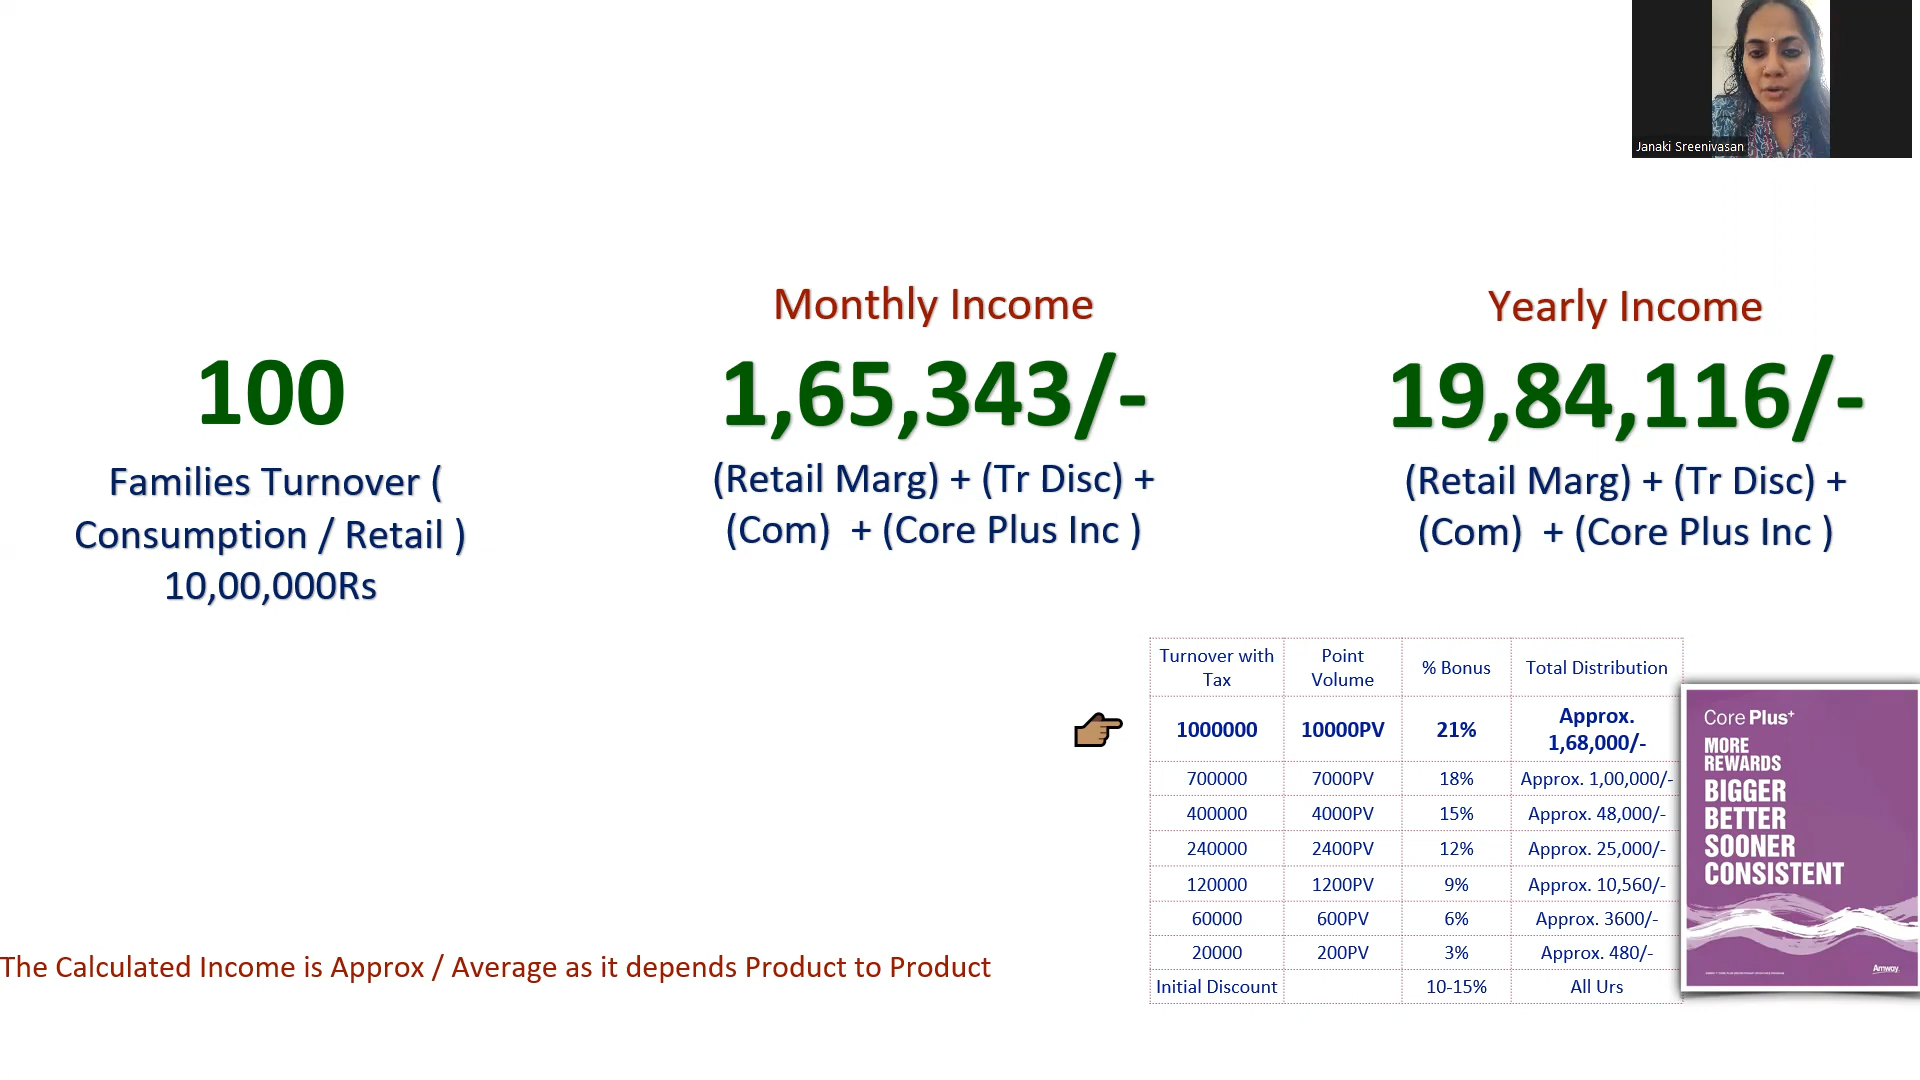 Janaki Sreenivasan
100
Families Turnover (
Consumption / Retail )
10,00,000Rs
Monthly Income
1,65,343/-
(Retail Marg) + (Tr Disc) +
(Com) + (Core Plus Inc )
Yearly Income
19,84,116/-
(Retail Marg) + (Tr Disc) +
(Com) + (Core Plus Inc )
Turnover with Tax Point Volume % Bonus Total Distribution
1000000 10000PV 21% Approx. 1,68,000/-
700000 7000PV 18% Approx. 1,00,000/-
400000 4000PV 15% Approx. 48,000/-
240000 2400PV 12% Approx. 25,000/-
120000 1200PV 9% Approx. 10,560/-
60000 600PV 6% Approx. 3600/-
20000 200PV 3% Approx. 480/-
Initial Discount 10-15% All Urs
Core Plus+
MORE
REWARDS
BIGGER
BETTER
SOONER
CONSISTENT
Amway
The Calculated Income is Approx / Average as it depends Product to Product